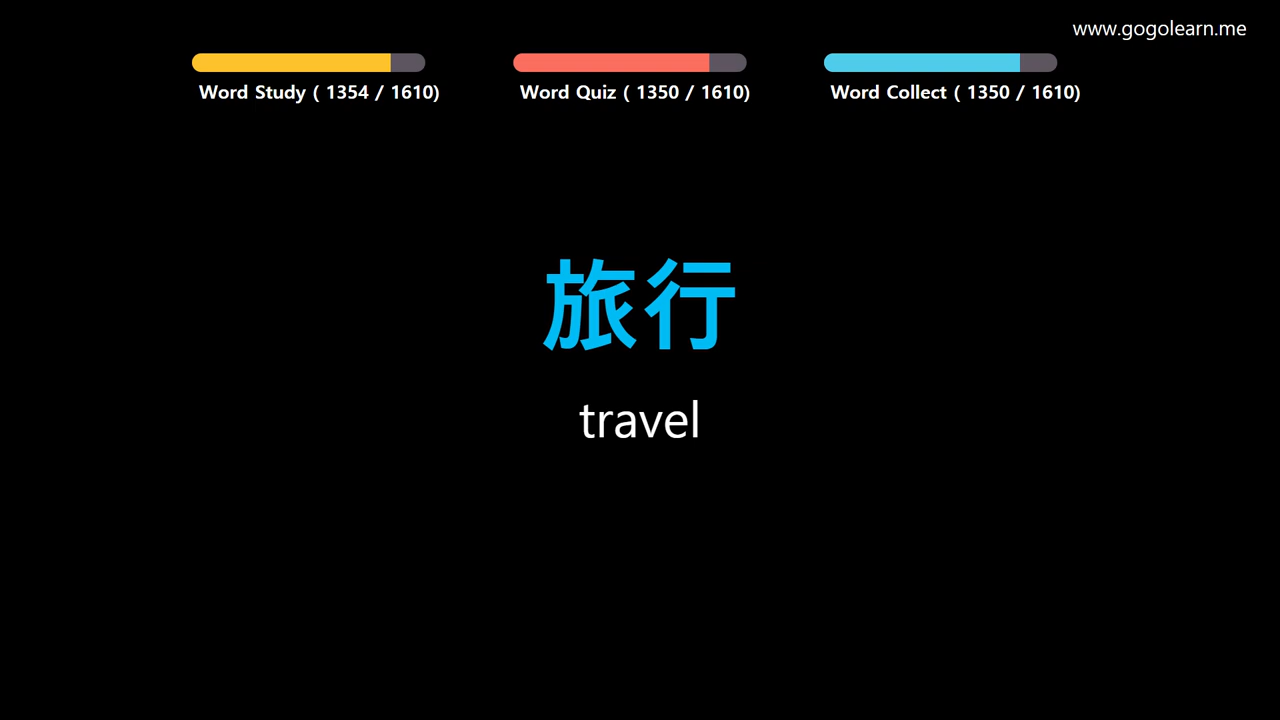 www.gogolearn.me
Word Study ( 1354 / 1610)
Word Quiz ( 1350 / 1610)
Word Collect ( 1350 / 1610)
旅行
travel